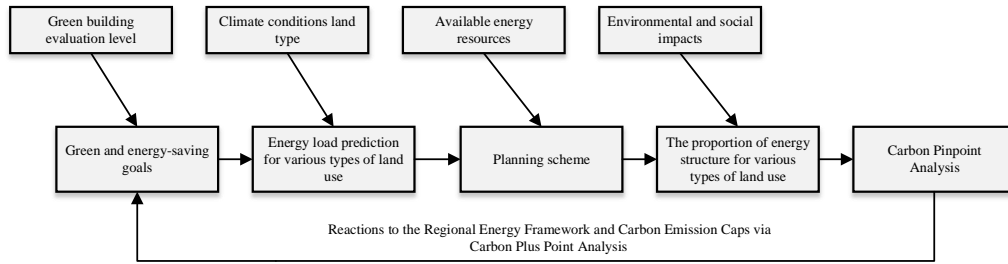 Green building
evaluation level
Climate conditions land
type
Available energy
resources
Environmental and social
impacts
Green and energy-saving
goals
Energy load prediction
for various types of land
use
Planning scheme
The proportion of energy
structure for various
types of land use
Carbon Pinpoint
Analysis
Reactions to the Regional Energy Framework and Carbon Emission Caps via
Carbon Plus Point Analysis